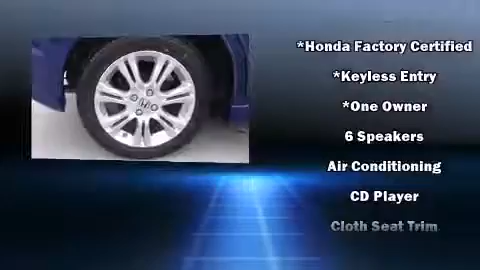 *Honda Factory Certified
*Keyless Entry
*One Owner
6 Speakers
Air Conditioning
CD Player
Cloth Seat Trim